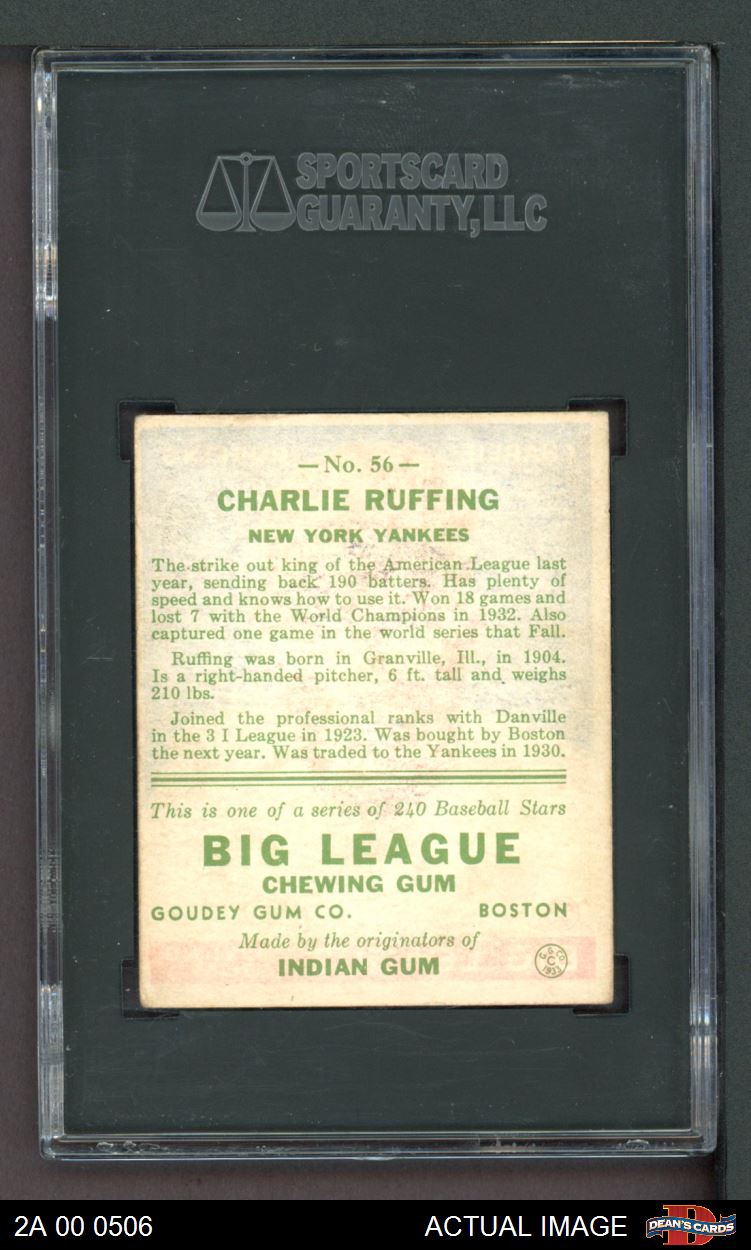 SPORTSCARD
GUARANTY, LLC
— No. 56 —
CHARLIE RUFFING
NEW YORK YANKEES
The strike out king of the American League last
year, sending back 190 batters. Has plenty of
speed and knows how to use it. Won 18 games and
lost 7 with the World Champions in 1932. Also
captured one game in the world series that Fall.
Ruffing was born in Granville, Ill., in 1904.
Is a right-handed pitcher, 6 ft. tall and weighs
210 lbs.
Joined the professional ranks with Danville
in the 3 I League in 1923. Was bought by Boston
the next year. Was traded to the Yankees in 1930.
This is one of a series of 240 Baseball Stars
BIG LEAGUE
CHEWING GUM
GOUDEY GUM CO. BOSTON
Made by the originators of
INDIAN GUM
G. G. Co.
C
1933
2A 00 0506
ACTUAL IMAGE
DEAN'S CARDS